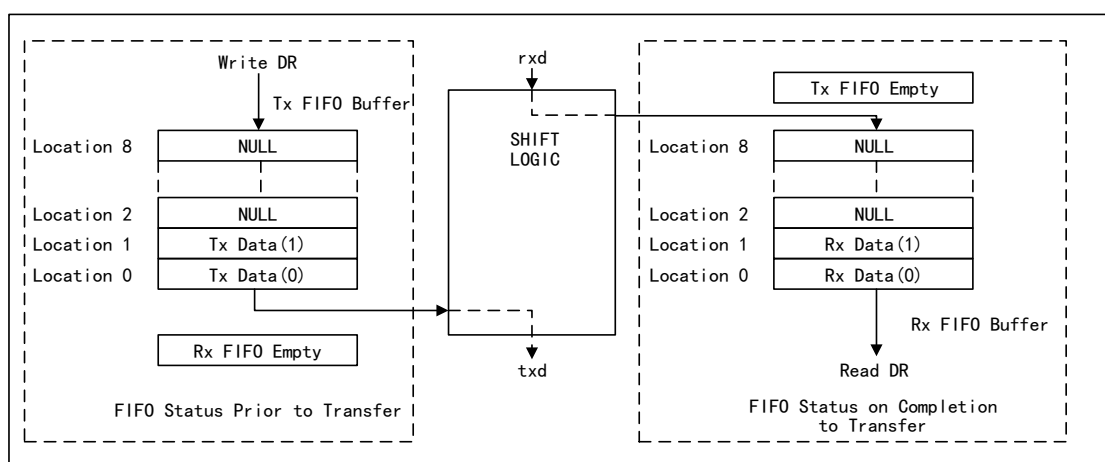 Write DR
Tx FIFO Buffer
Location 8
NULL
Location 2
NULL
Location 1
Tx Data(1)
Location 0
Tx Data(0)
Rx FIFO Empty
FIFO Status Prior to Transfer
rxd
SHIFT
LOGIC
txd
Tx FIFO Empty
Location 8
NULL
Location 2
NULL
Location 1
Rx Data(1)
Location 0
Rx Data(0)
Rx FIFO Buffer
Read DR
FIFO Status on Completion
to Transfer